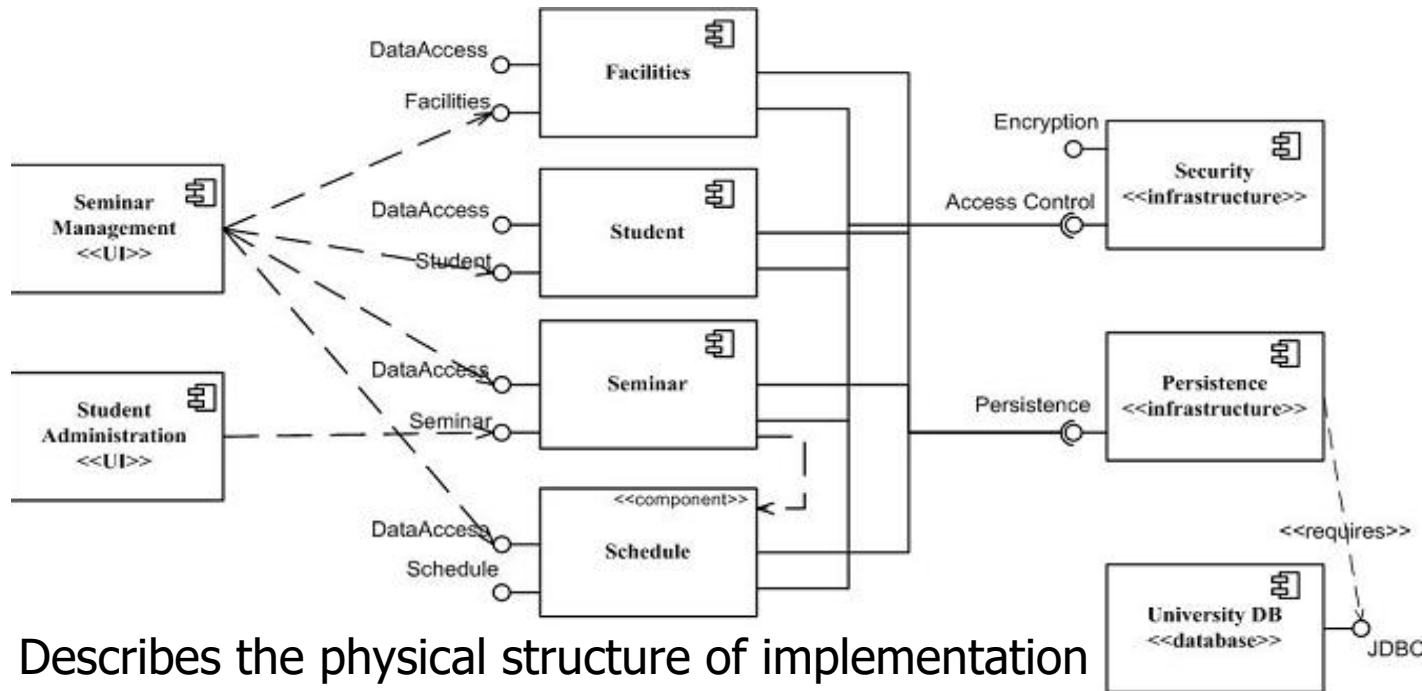 DataAccess
Facilities
Facilities
Encryption
Security
<<infrastructure>>
Access Control
Seminar
Management
<<UI>>
DataAccess
Student
Student
DataAccess
Seminar
Seminar
Persistence
Persistence
<<infrastructure>>
Student
Administration
<<UI>>
<<component>>
DataAccess
Schedule
Schedule
<<requires>>
University DB
<<database>>
JDBC
Describes the physical structure of implementation